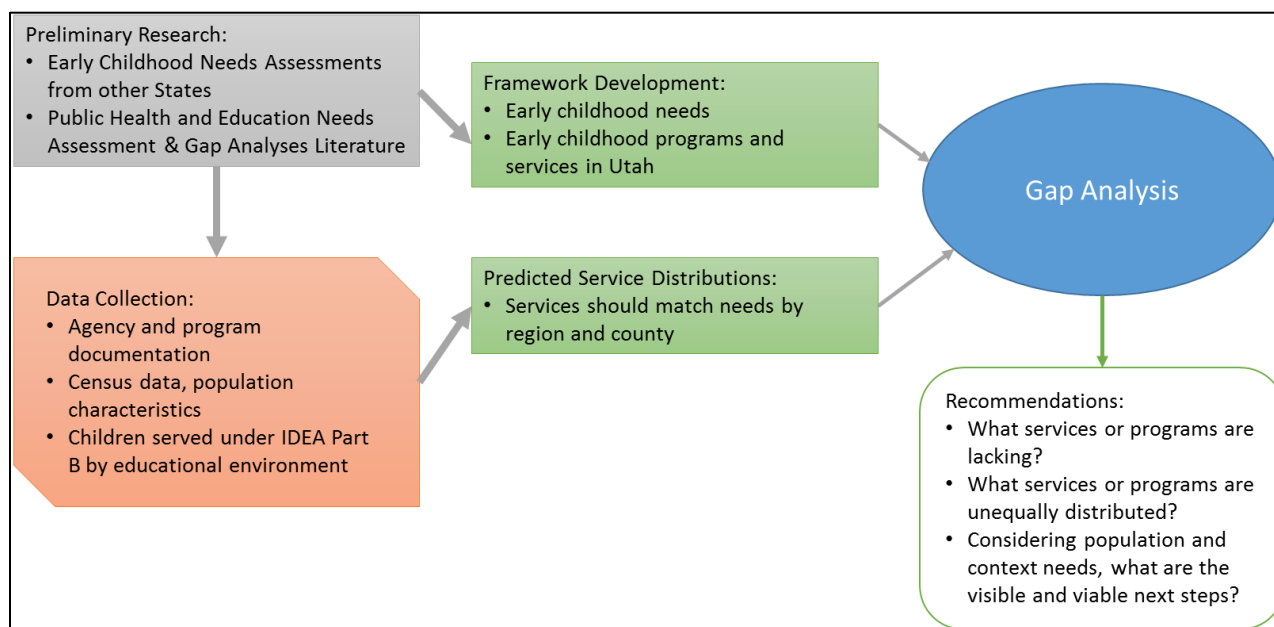 Preliminary Research:
• Early Childhood Needs Assessments
from other States
• Public Health and Education Needs
Assessment & Gap Analyses Literature
Framework Development:
• Early childhood needs
• Early childhood programs and
services in Utah
Gap Analysis
Data Collection:
• Agency and program
documentation
• Census data, population
characteristics
• Children served under IDEA Part
B by educational environment
Predicted Service Distributions:
• Services should match needs by
region and county
Recommendations:
• What services or programs are
lacking?
• What services or programs are
unequally distributed?
• Considering population and
context needs, what are the
visible and viable next steps?